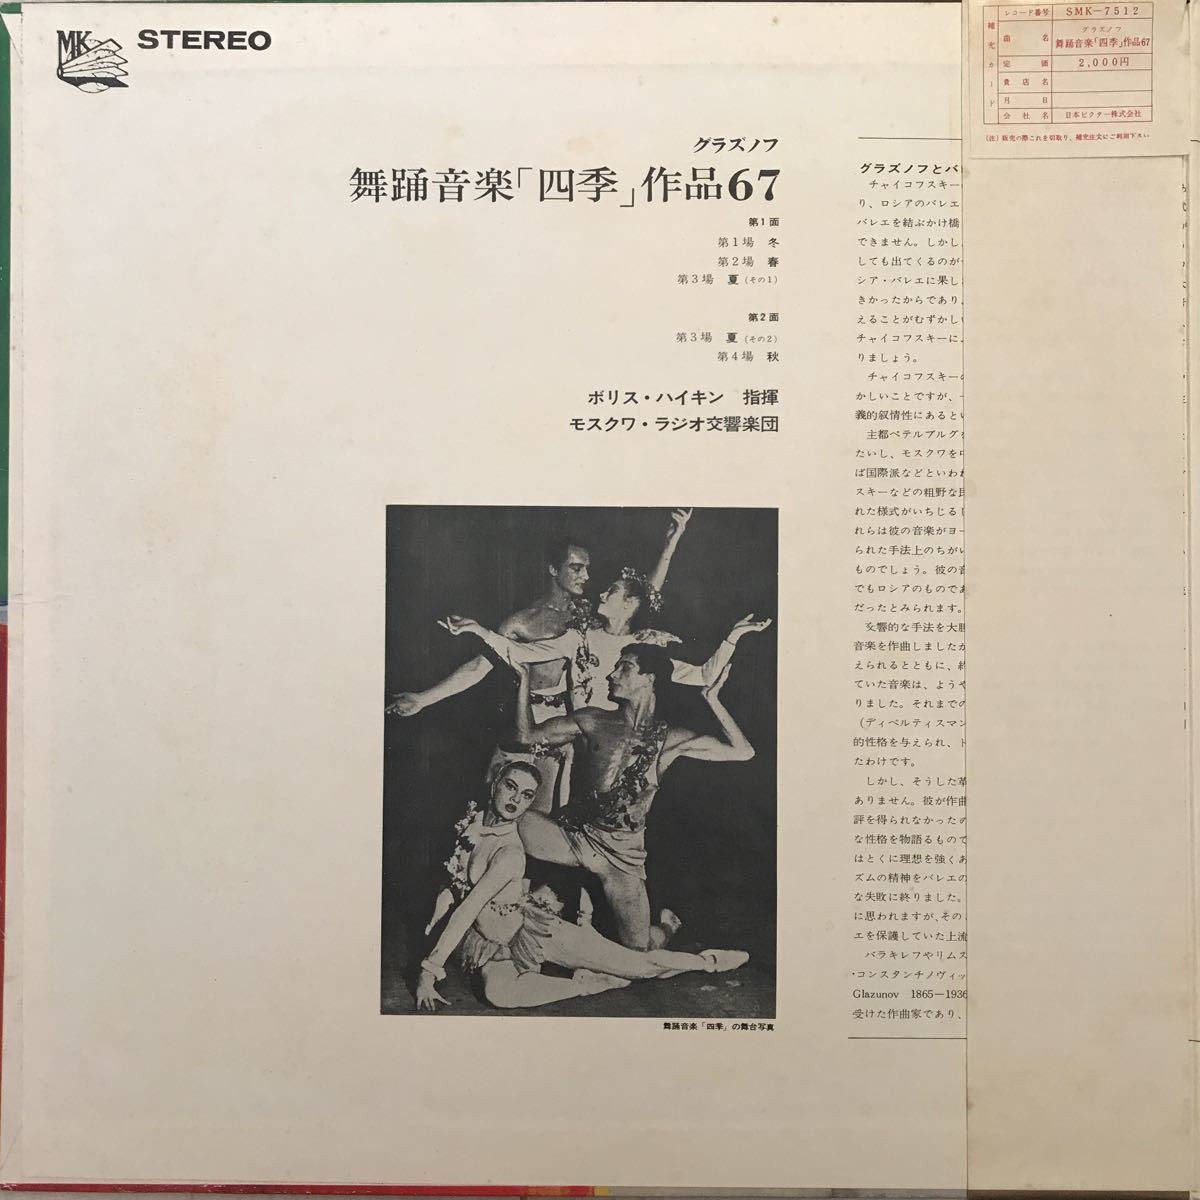 MK STEREO
グラズノフ
舞踊音楽「四季」作品67
第1面
第1場 冬
第2場 春
第3場 夏 (その1)
第2面
第3場 夏 (その2)
第4場 秋
ボリス・ハイキン 指揮
モスクワ・ラジオ交響楽団
舞踊音楽「四季」の舞台写真
グラズノフとバ
チャイコフスキー
り、ロシアのバレエ
バレエを結ぶかけ橋
できません。しかし
しても出てくるのが
シア・バレエに果し
きかったからであり、
えることがむずかし
チャイコフスキーに
りましょう。
チャイコフスキーの
かしいことですが、
義的叙情性にあるとい
主都ペテルブルグを
たいし、モスクワを
ば国際派などといわれ
スキーなどの粗野な
れた様式がいちじるし
れらは彼の音楽がヨー
られた手法上のちがい
ものでしょう。彼の音
でもロシアのものであ
だったとみられます。
交響的な手法を大胆
音楽を作曲しましたが
えられるとともに、
ていた音楽は、ようや
りました。それまでの
(ディベルティスマン
的性格を与えられ、ド
たわけです。
しかし、そうした革
ありません。彼が作曲
評を得られなかったの
な性格を物語るもので
はとくに理想を強くあ
ズムの精神をバレエの
な失敗に終りました。
に思われますが、その
エを保護していた上流
バラキレフやリムス
・コンスタンチノヴィッ
Glazunov 1865-1936
受けた作曲家であり、
補充カード
レコード番号 SMK-7512
曲名 グラズノフ
舞踊音楽「四季」作品67
定価 2,000円
貴店名
月日
会社名 日本ビクター株式会社
(注) 販売の際これを切取り、補充注文にご利用下さい